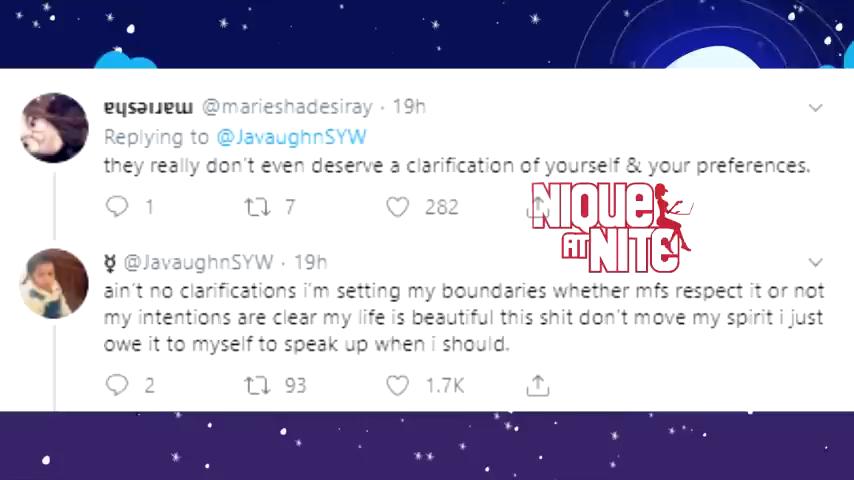 ɐɥsǝıɹɐɯ @marieshadesiray · 19h
Replying to @JavaughnSYW
they really don't even deserve a clarification of yourself & your preferences.
1 7 282
NIQUE
AT NITE
☿ @JavaughnSYW · 19h
ain't no clarifications i'm setting my boundaries whether mfs respect it or not
my intentions are clear my life is beautiful this shit don't move my spirit i just
owe it to myself to speak up when i should.
2 93 1.7K